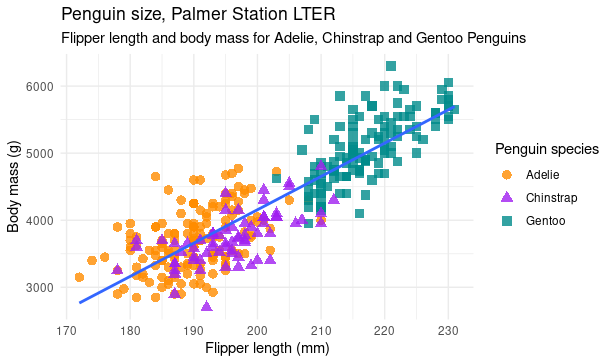 Penguin size, Palmer Station LTER
Flipper length and body mass for Adelie, Chinstrap and Gentoo Penguins
Body mass (g)
6000
5000
4000
3000
170 180 190 200 210 220 230
Flipper length (mm)
Penguin species
Adelie
Chinstrap
Gentoo